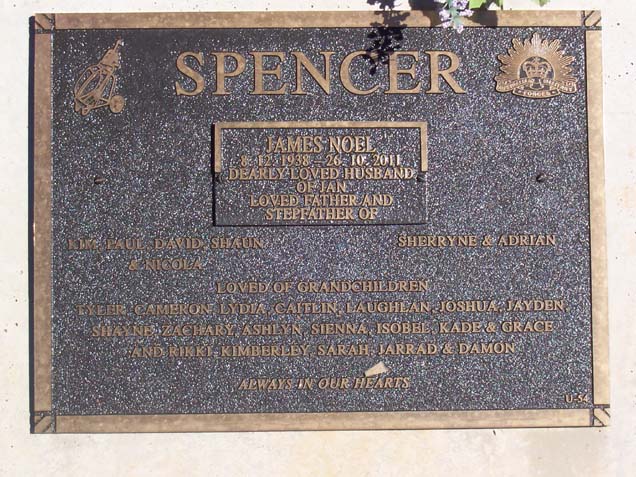 SPENCER
FORCES
JAMES NOEL
8. 12. 1938 – 26. 10. 2011
DEARLY LOVED HUSBAND
OF JAN
LOVED FATHER AND
STEPFATHER OF
KIM, PAUL, DAVID, SHAUN
& NICOLA
SHERRYNE & ADRIAN
LOVED OF GRANDCHILDREN
TYLER, CAMERON, LYDIA, CAITLIN, LAUGHLAN, JOSHUA, JAYDEN,
SHAYNE, ZACHARY, ASHLYN, SIENNA, ISOBEL, KADE & GRACE
AND RIKKI, KIMBERLEY, SARAH, JARRAD & DAMON
ALWAYS IN OUR HEARTS
U-54